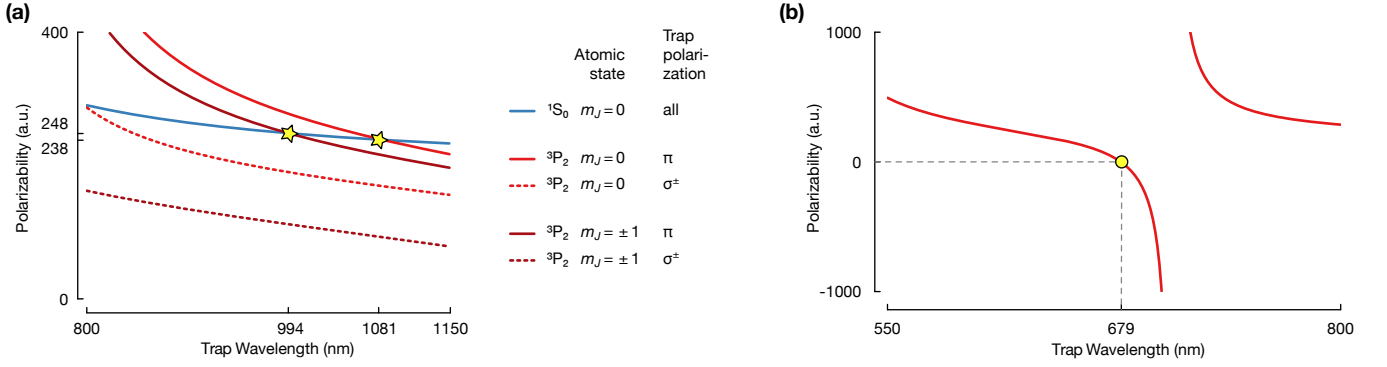 (a)
400
248
238
0
Polarizability (a.u.)
800
994
1081
1150
Trap Wavelength (nm)
Atomic
state
Trap
polari-
zation
¹S₀ m_J = 0 all
³P₂ m_J = 0 π
³P₂ m_J = 0 σ±
³P₂ m_J = ± 1 π
³P₂ m_J = ± 1 σ±
(b)
1000
0
-1000
Polarizability (a.u.)
550
679
800
Trap Wavelength (nm)